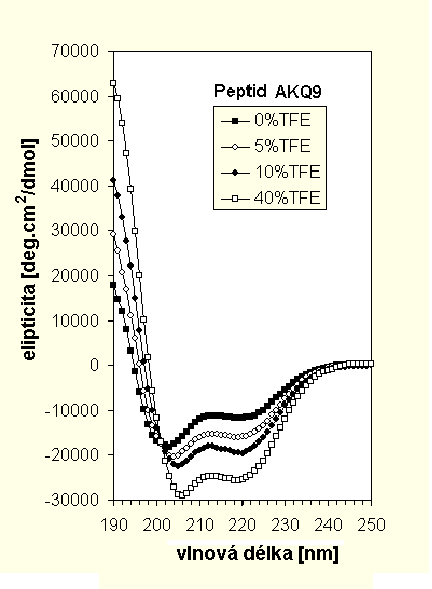 70000
60000
50000
40000
30000
20000
10000
0
-10000
-20000
-30000
elipticita [deg.cm2/dmol]
Peptid AKQ9
0%TFE
5%TFE
10%TFE
40%TFE
190 200 210 220 230 240 250
vlnová délka [nm]